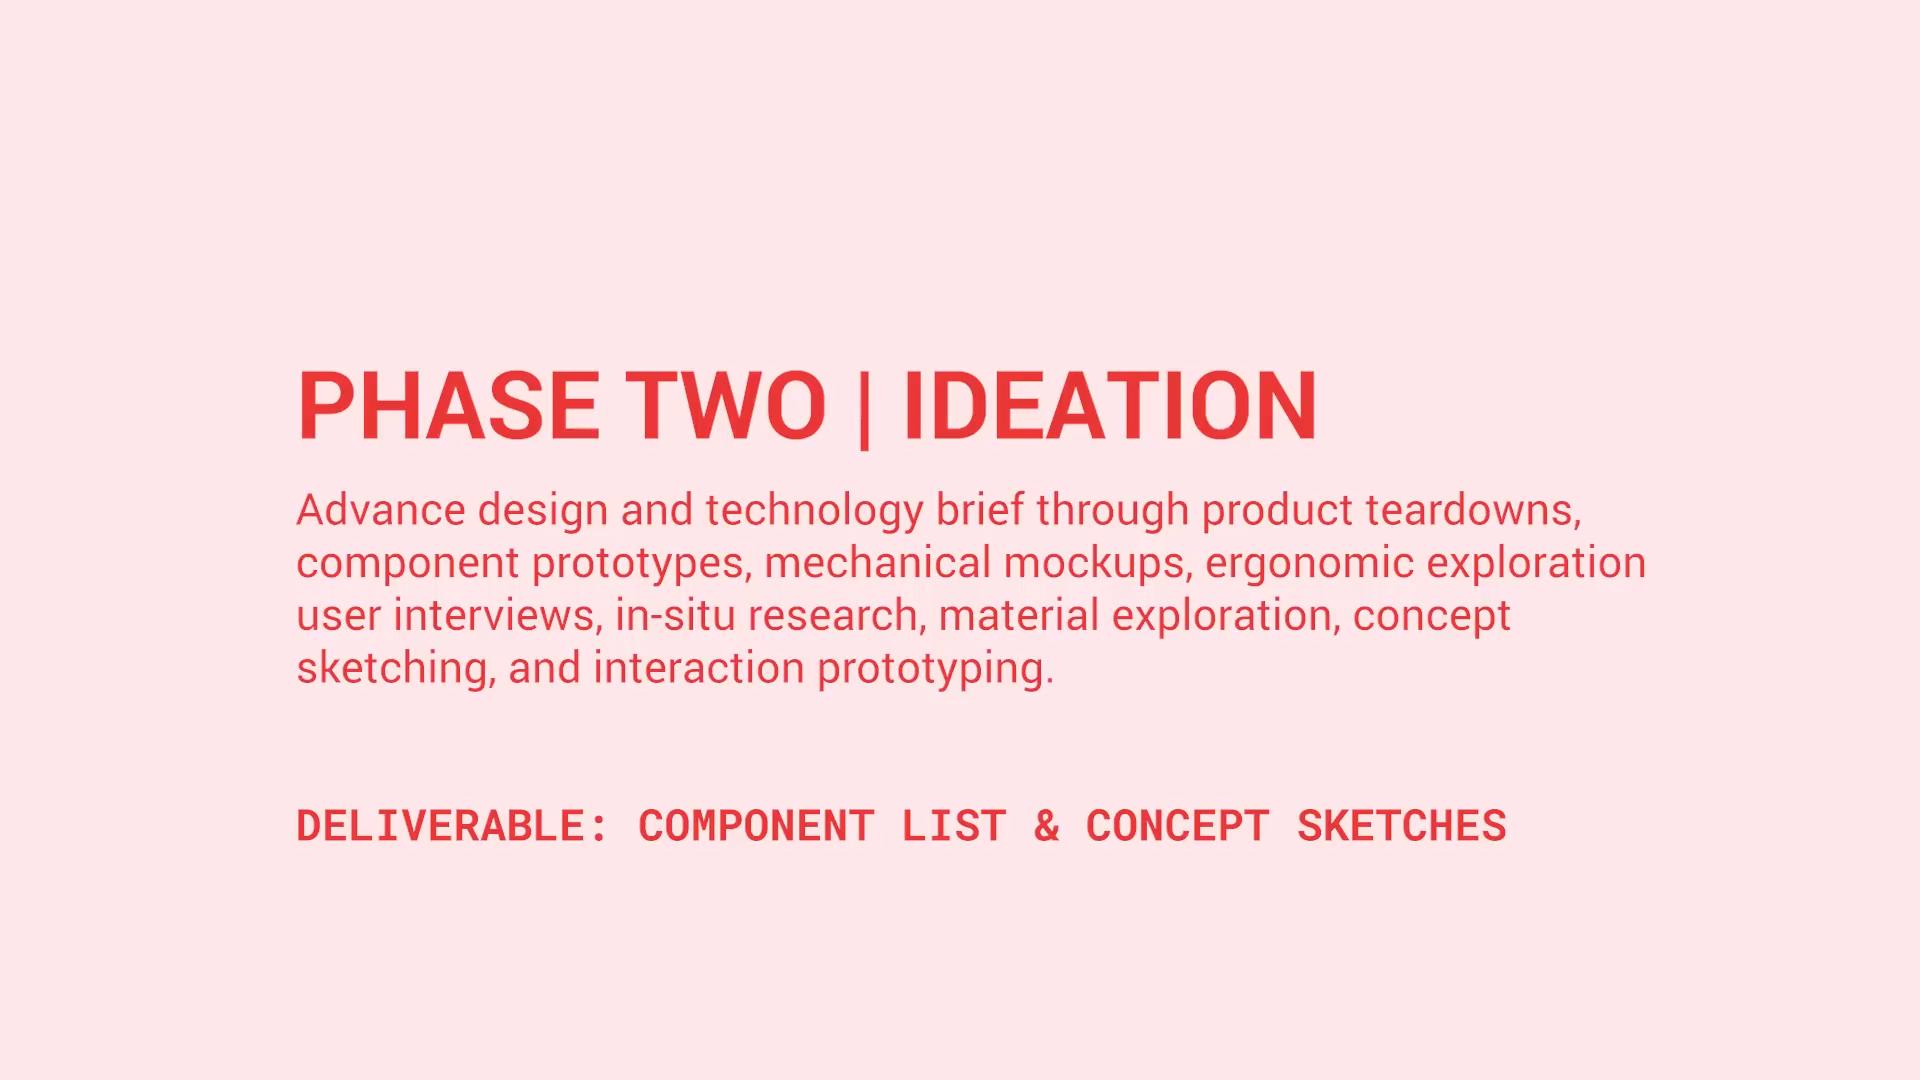 PHASE TWO | IDEATION
Advance design and technology brief through product teardowns,
component prototypes, mechanical mockups, ergonomic exploration
user interviews, in-situ research, material exploration, concept
sketching, and interaction prototyping.
DELIVERABLE: COMPONENT LIST & CONCEPT SKETCHES